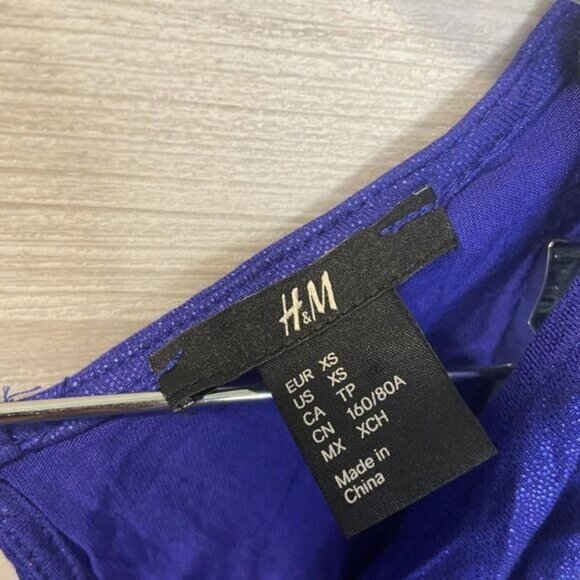 H&M
EUR XS
US XS
CA TP
CN 160/80A
MX XCH
Made in
China